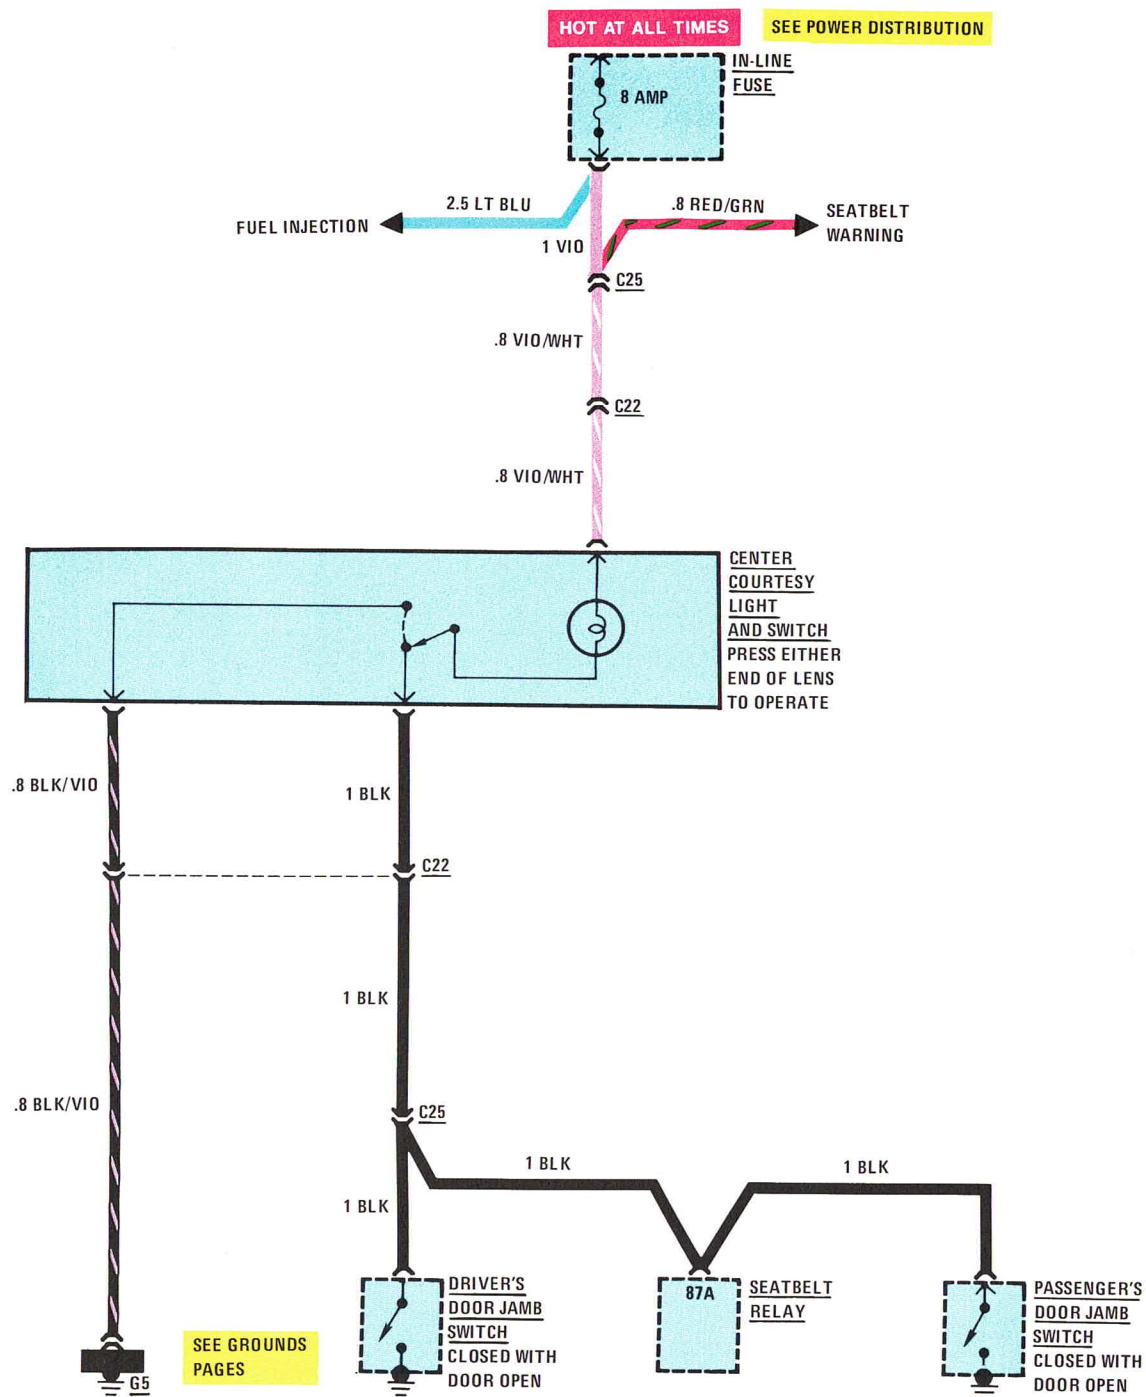 HOT AT ALL TIMES
SEE POWER DISTRIBUTION
IN-LINE
FUSE
8 AMP
2.5 LT BLU
.8 RED/GRN
FUEL INJECTION
SEATBELT
WARNING
1 VIO
C25
.8 VIO/WHT
C22
.8 VIO/WHT
CENTER
COURTESY
LIGHT
AND SWITCH
PRESS EITHER
END OF LENS
TO OPERATE
.8 BLK/VIO
1 BLK
C22
1 BLK
.8 BLK/VIO
C25
1 BLK
1 BLK
1 BLK
DRIVER'S
DOOR JAMB
SWITCH
CLOSED WITH
DOOR OPEN
87A
SEATBELT
RELAY
PASSENGER'S
DOOR JAMB
SWITCH
CLOSED WITH
DOOR OPEN
SEE GROUNDS
PAGES
G5